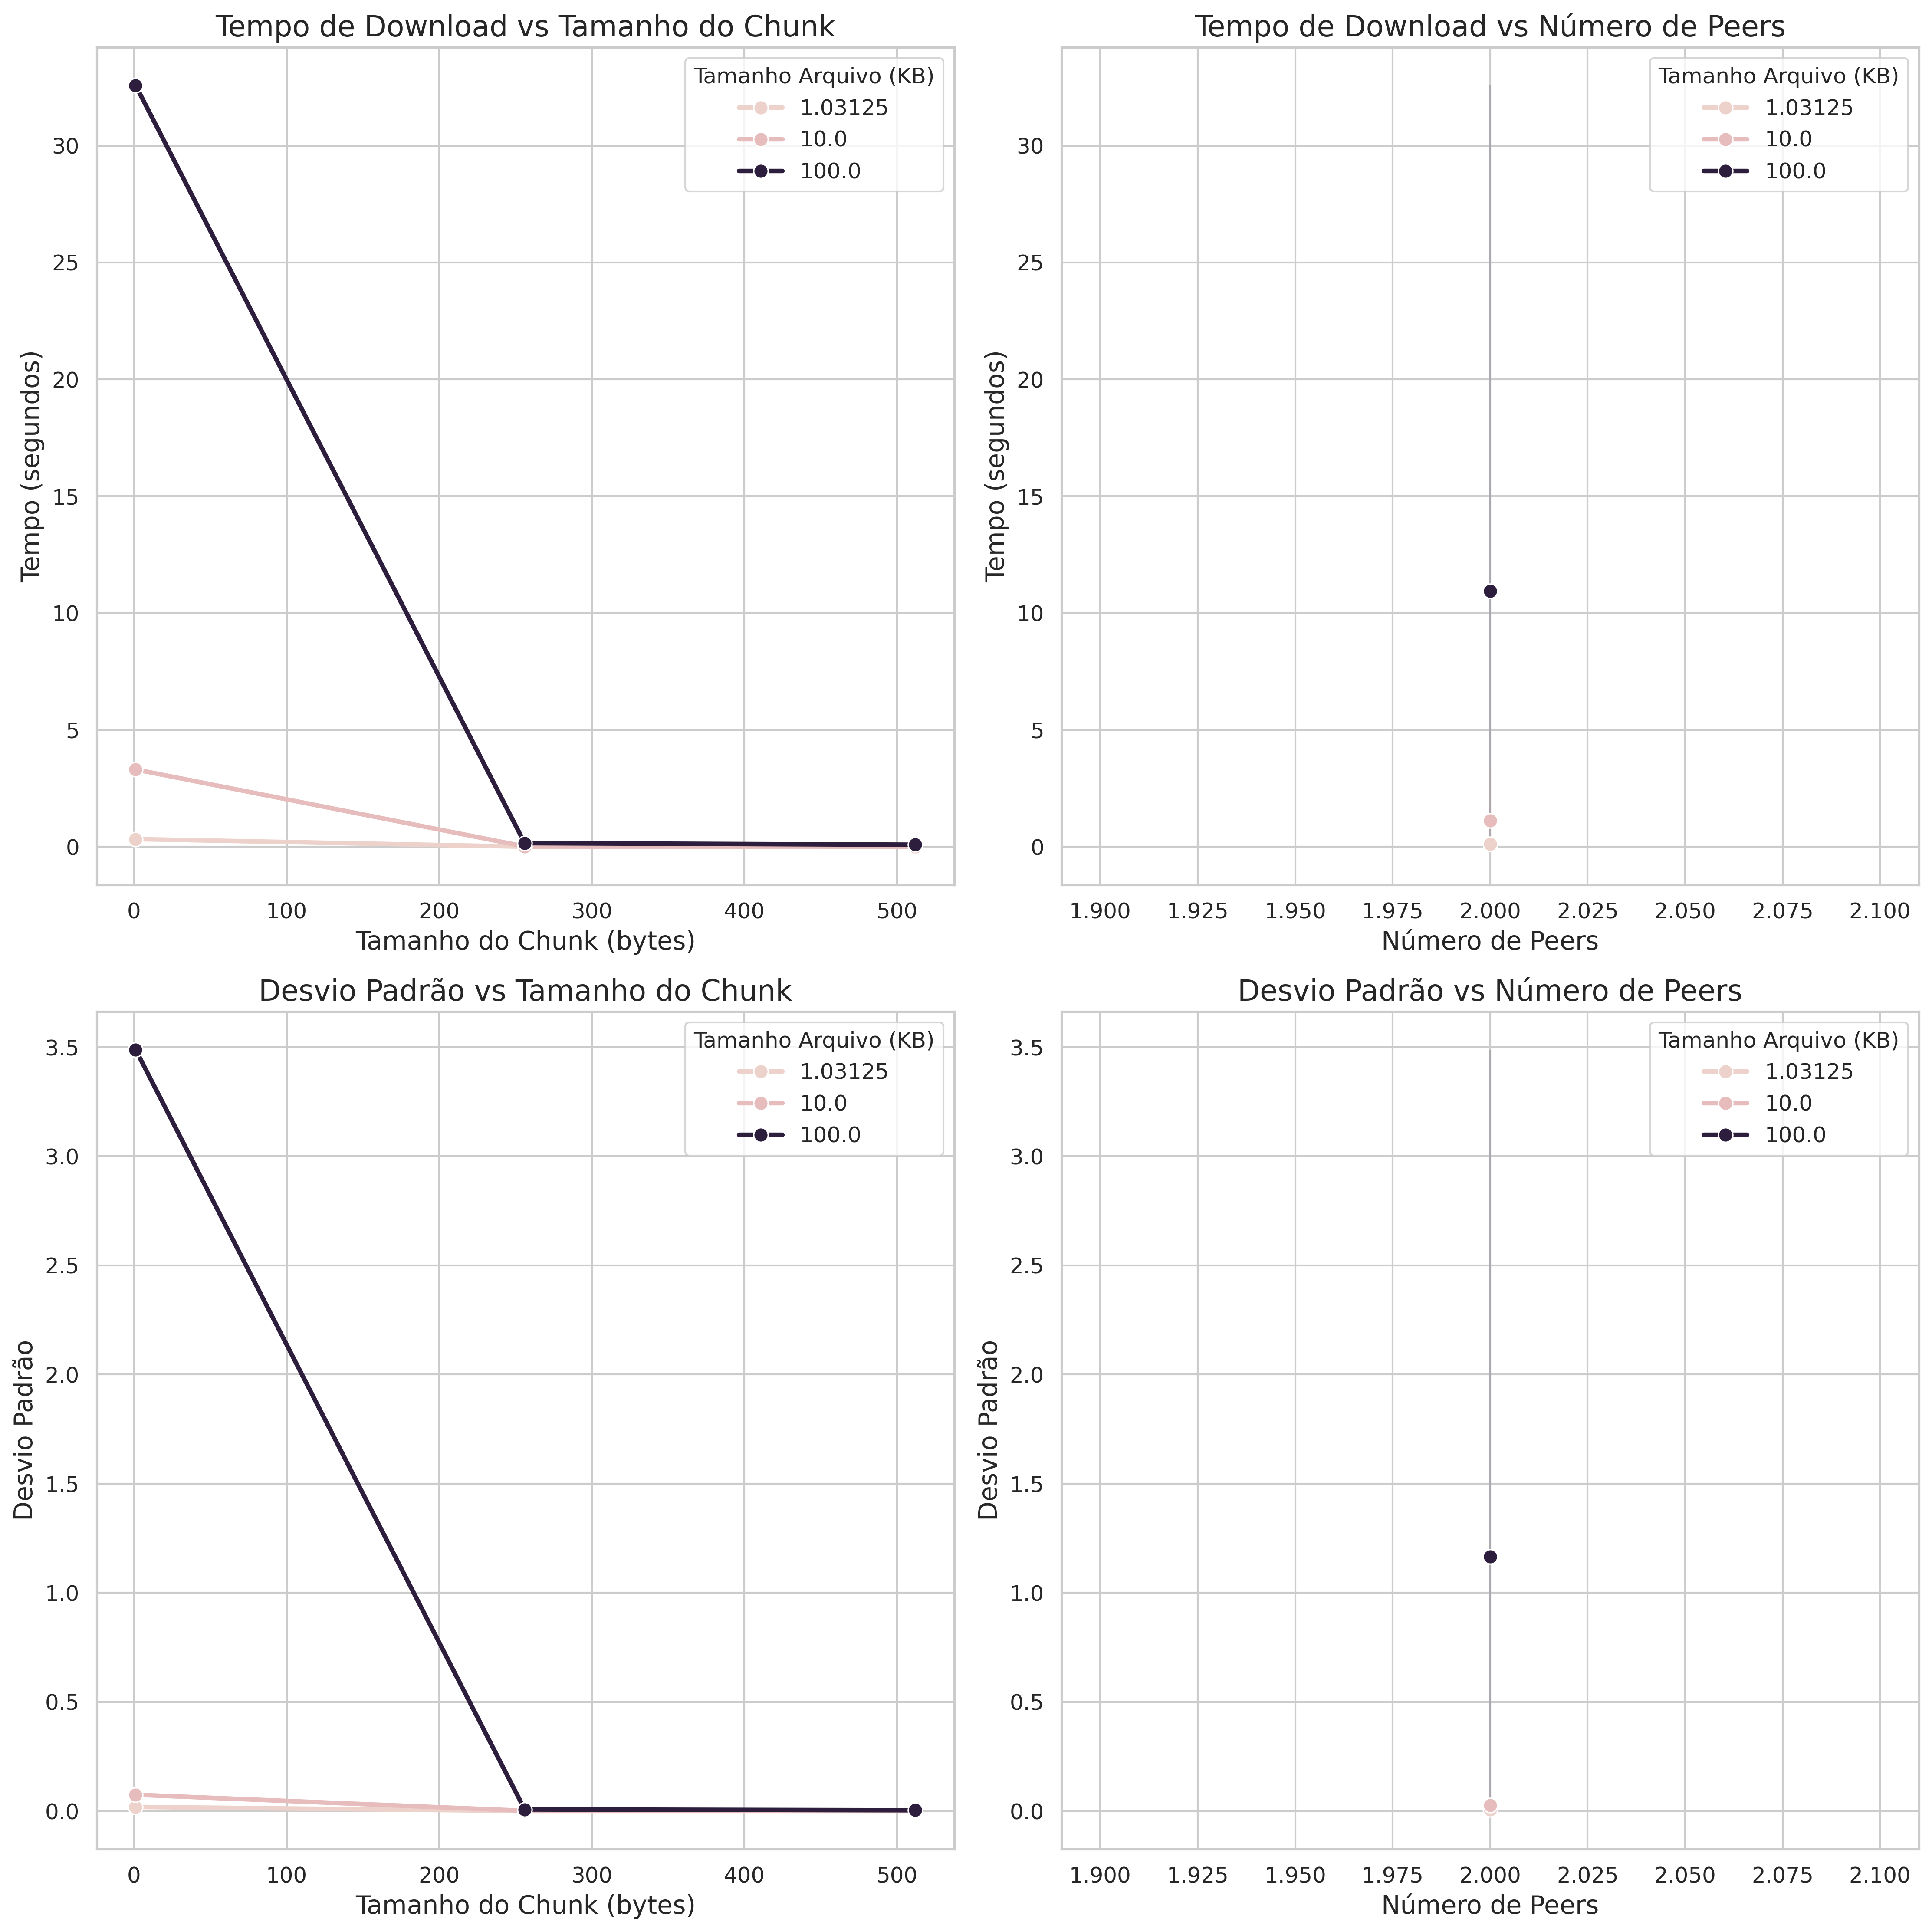 Tempo de Download vs Tamanho do Chunk
Tamanho Arquivo (KB)
1.03125
10.0
100.0
30
25
20
15
10
5
0
Tempo (segundos)
0 100 200 300 400 500
Tamanho do Chunk (bytes)
Tempo de Download vs Número de Peers
Tamanho Arquivo (KB)
1.03125
10.0
100.0
30
25
20
15
10
5
0
Tempo (segundos)
1.900 1.925 1.950 1.975 2.000 2.025 2.050 2.075 2.100
Número de Peers
Desvio Padrão vs Tamanho do Chunk
Tamanho Arquivo (KB)
1.03125
10.0
100.0
3.5
3.0
2.5
2.0
1.5
1.0
0.5
0.0
Desvio Padrão
0 100 200 300 400 500
Tamanho do Chunk (bytes)
Desvio Padrão vs Número de Peers
Tamanho Arquivo (KB)
1.03125
10.0
100.0
3.5
3.0
2.5
2.0
1.5
1.0
0.5
0.0
Desvio Padrão
1.900 1.925 1.950 1.975 2.000 2.025 2.050 2.075 2.100
Número de Peers